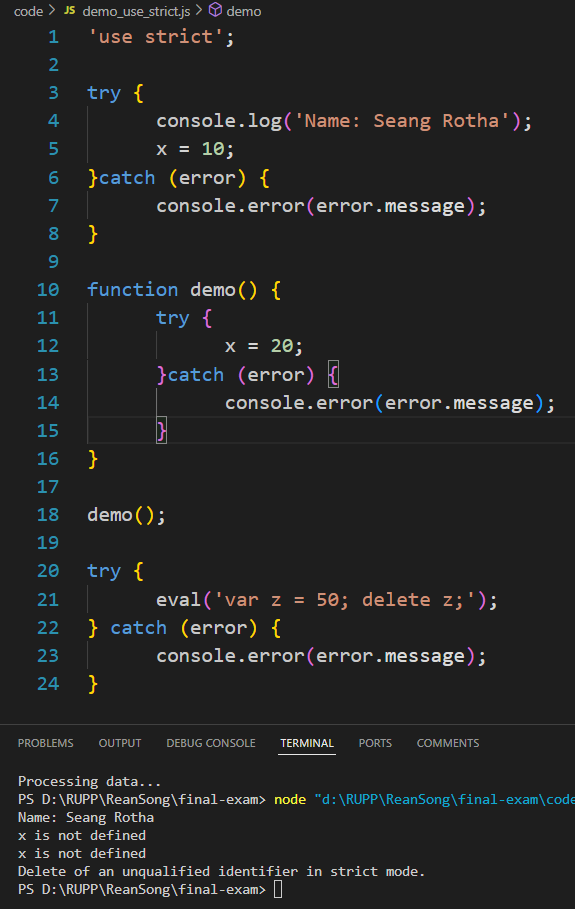 code > JS demo_use_strict.js > demo
1 'use strict';
2
3 try {
4 console.log('Name: Seang Rotha');
5 x = 10;
6 }catch (error) {
7 console.error(error.message);
8 }
9
10 function demo() {
11 try {
12 x = 20;
13 }catch (error) {
14 console.error(error.message);
15 }
16 }
17
18 demo();
19
20 try {
21 eval('var z = 50; delete z;');
22 } catch (error) {
23 console.error(error.message);
24 }
PROBLEMS OUTPUT DEBUG CONSOLE TERMINAL PORTS COMMENTS
Processing data...
PS D:\RUPP\ReanSong\final-exam> node "d:\RUPP\ReanSong\final-exam\code
Name: Seang Rotha
x is not defined
x is not defined
Delete of an unqualified identifier in strict mode.
PS D:\RUPP\ReanSong\final-exam>